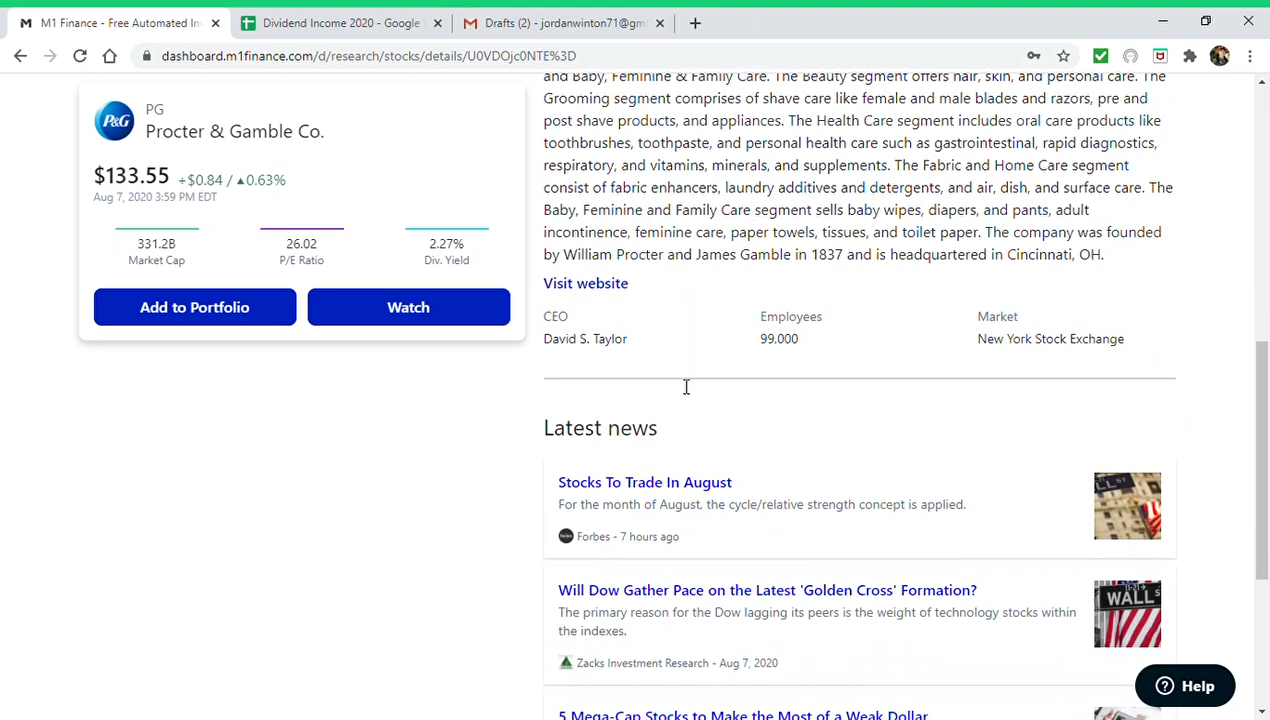 M1 Finance - Free Automated In
Dividend Income 2020 - Google S
Drafts (2) - jordanwinton71@gm
dashboard.m1finance.com/d/research/stocks/details/U0VDOjc0NTE%3D
P&G
PG
Procter & Gamble Co.
$133.55 +$0.84 / ▲0.63%
Aug 7, 2020 3:59 PM EDT
331.2B
Market Cap
26.02
P/E Ratio
2.27%
Div. Yield
Add to Portfolio
Watch
and Baby, Feminine & Family Care. The Beauty segment offers hair, skin, and personal care. The
Grooming segment comprises of shave care like female and male blades and razors, pre and
post shave products, and appliances. The Health Care segment includes oral care products like
toothbrushes, toothpaste, and personal health care such as gastrointestinal, rapid diagnostics,
respiratory, and vitamins, minerals, and supplements. The Fabric and Home Care segment
consist of fabric enhancers, laundry additives and detergents, and air, dish, and surface care. The
Baby, Feminine and Family Care segment sells baby wipes, diapers, and pants, adult
incontinence, feminine care, paper towels, tissues, and toilet paper. The company was founded
by William Procter and James Gamble in 1837 and is headquartered in Cincinnati, OH.
Visit website
CEO
David S. Taylor
Employees
99,000
Market
New York Stock Exchange
Latest news
Stocks To Trade In August
For the month of August, the cycle/relative strength concept is applied.
Forbes - 7 hours ago
Will Dow Gather Pace on the Latest 'Golden Cross' Formation?
The primary reason for the Dow lagging its peers is the weight of technology stocks within
the indexes.
Zacks Investment Research - Aug 7, 2020
WALL
5 Mega-Cap Stocks to Make the Most of a Weak Dollar
Help